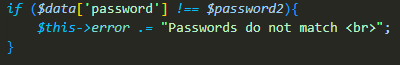 if ($data['password'] !== $password2){
$this->error .= "Passwords do not match <br>";
}